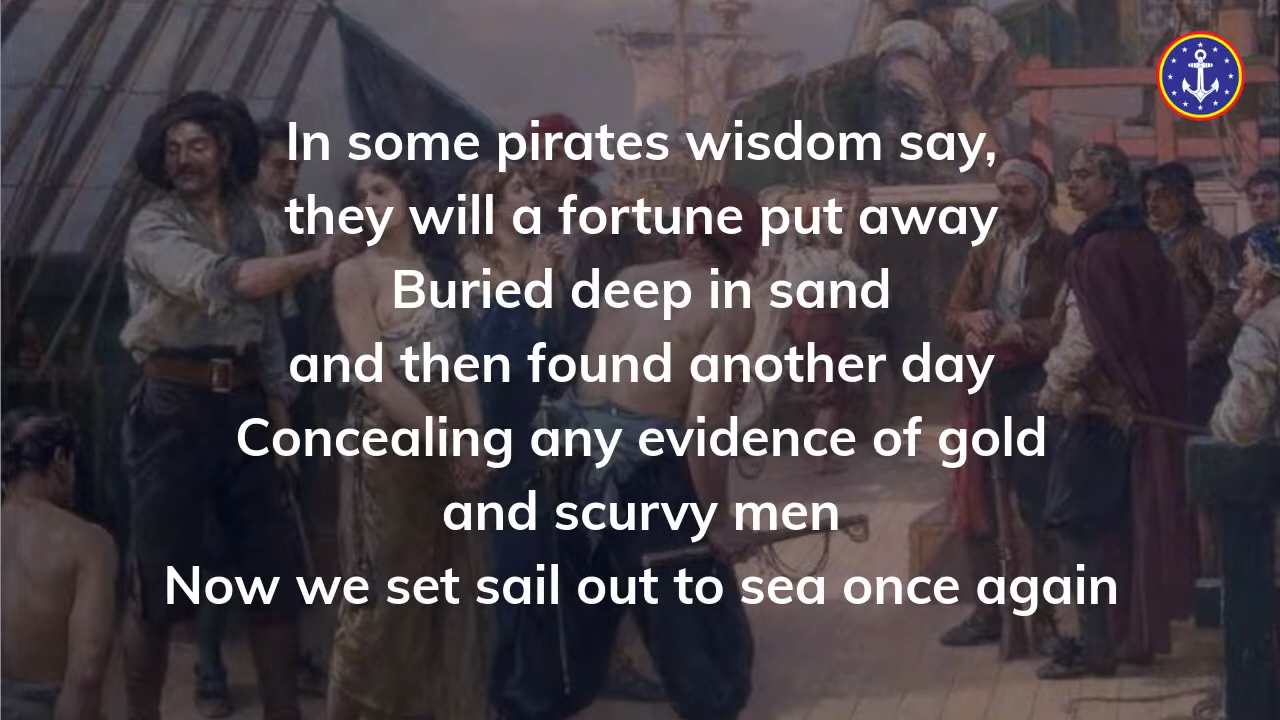 In some pirates wisdom say,
they will a fortune put away
Buried deep in sand
and then found another day
Concealing any evidence of gold
and scurvy men
Now we set sail out to sea once again